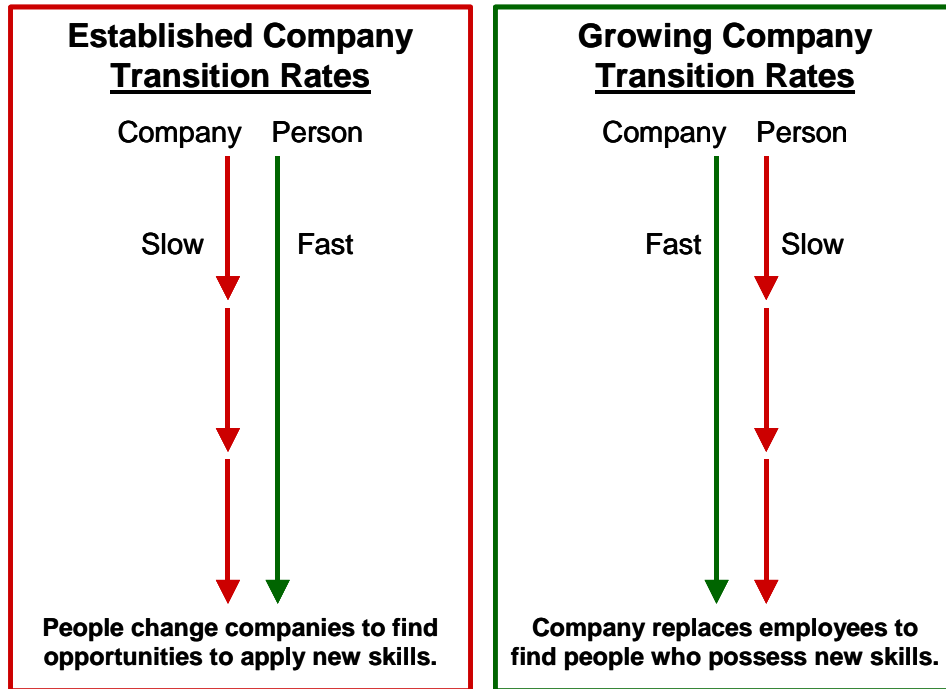 Established Company
Transition Rates
Company Person
Slow Fast
People change companies to find
opportunities to apply new skills.
Growing Company
Transition Rates
Company Person
Fast Slow
Company replaces employees to
find people who possess new skills.